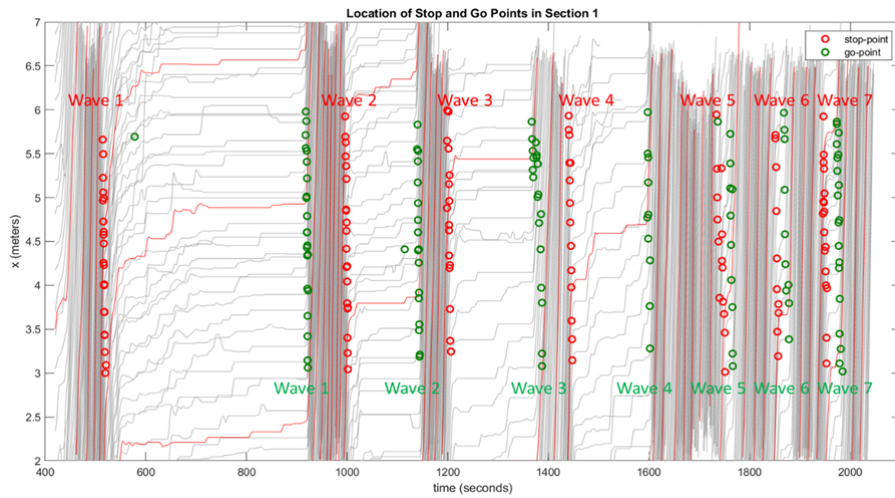 Location of Stop and Go Points in Section 1
7
stop-point
go-point
6.5
Wave 1 Wave 2 Wave 3 Wave 4 Wave 5 Wave 6 Wave 7
6
5.5
5
x (meters)
4.5
4
3.5
3
Wave 1 Wave 2 Wave 3 Wave 4 Wave 5 Wave 6 Wave 7
2.5
2
400 600 800 1000 1200 1400 1600 1800 2000
time (seconds)